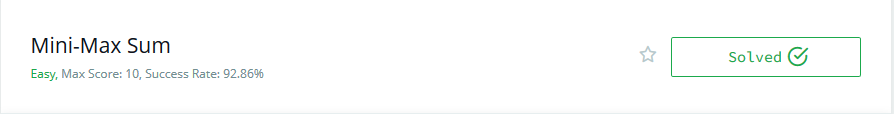 Mini-Max Sum
Easy, Max Score: 10, Success Rate: 92.86%
Solved